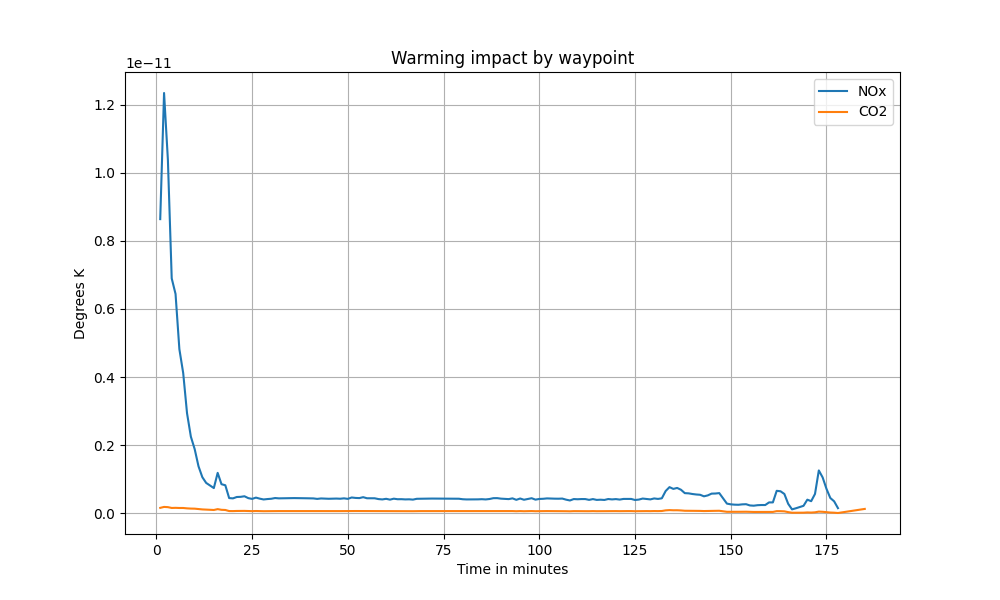 Warming impact by waypoint
1e−11
NOx
CO2
1.2
1.0
0.8
0.6
0.4
0.2
0.0
Degrees K
0 25 50 75 100 125 150 175
Time in minutes